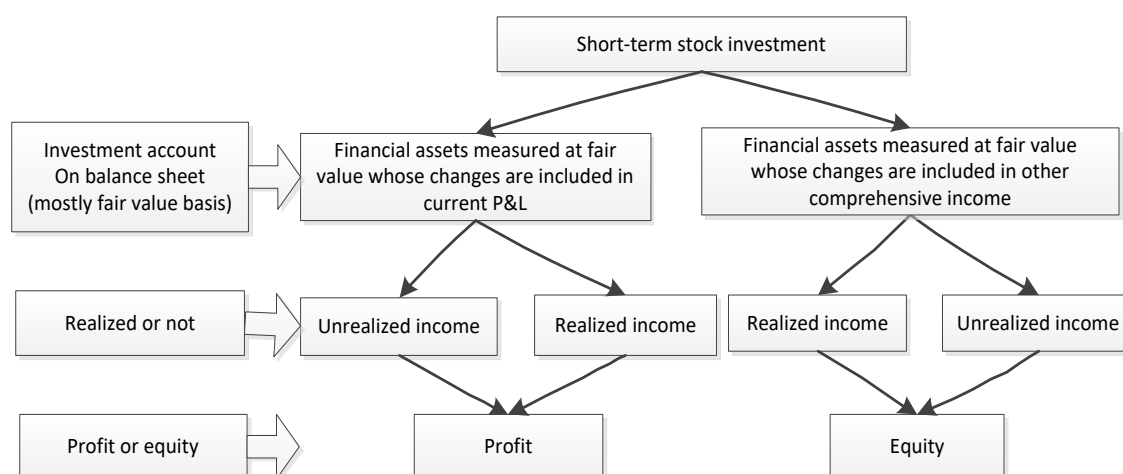 Short-term stock investment
Investment account
On balance sheet
(mostly fair value basis)
Financial assets measured at fair
value whose changes are included in
current P&L
Financial assets measured at fair value
whose changes are included in other
comprehensive income
Realized or not
Unrealized income
Realized income
Realized income
Unrealized income
Profit or equity
Profit
Equity